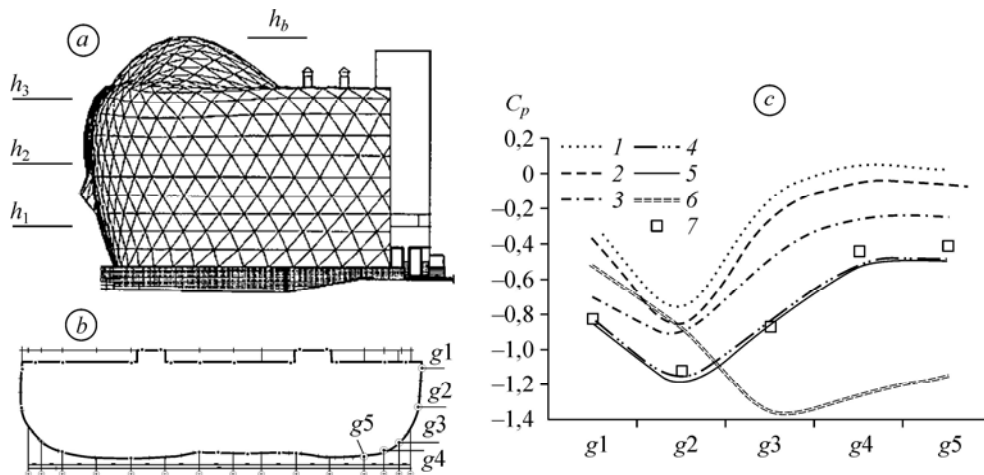 a
h_b
h_3
h_2
h_1
b
g1
g2
g3
g4
g5
c
C_p
0,2
0
–0,2
–0,4
–0,6
–0,8
–1,0
–1,2
–1,4
1
2
3
4
5
6
7
g1 g2 g3 g4 g5